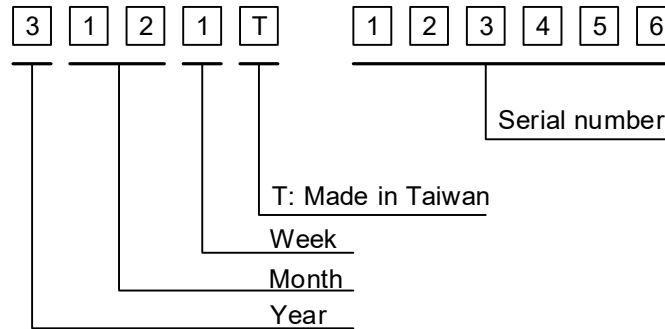 3 1 2 1 T 1 2 3 4 5 6
Serial number
T: Made in Taiwan
Week
Month
Year